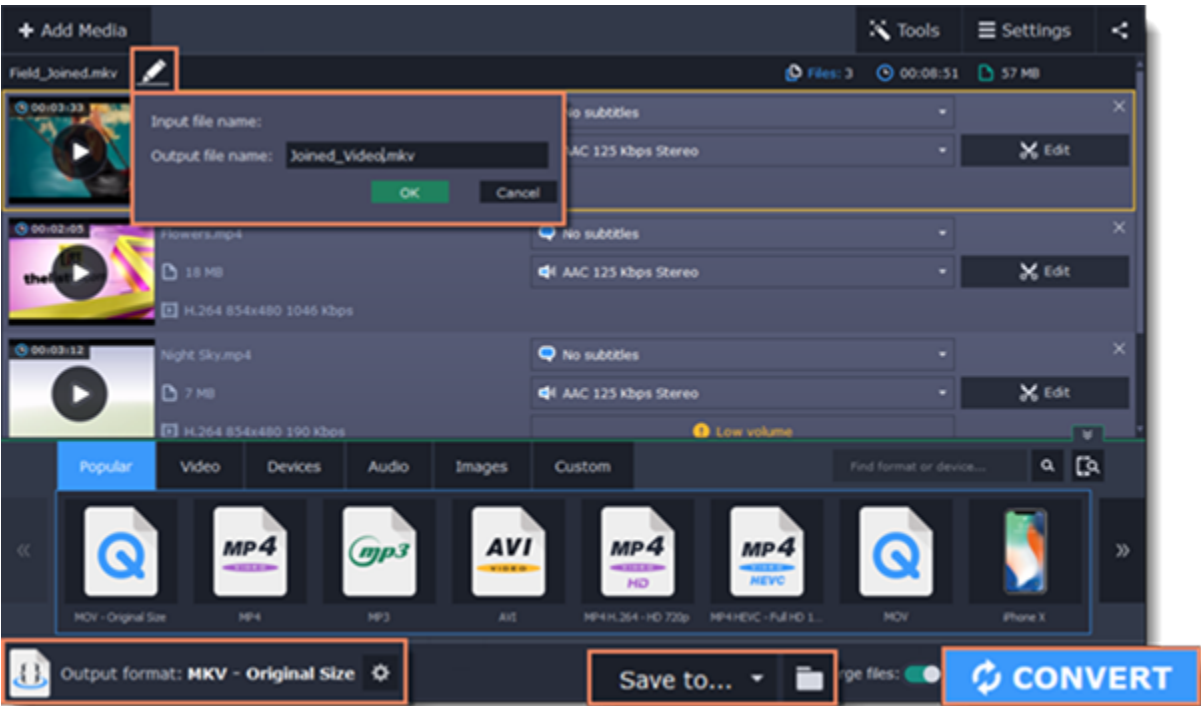 + Add Media
Tools
Settings
Field_Joined.mkv
Files: 3
00:08:51
57 MB
00:03:33
Input file name:
Output file name: Joined_Video.mkv
OK
Cancel
No subtitles
AAC 125 Kbps Stereo
Edit
00:02:05
Flowers.mp4
18 MB
H.264 854x480 1046 Kbps
No subtitles
AAC 125 Kbps Stereo
Edit
00:03:12
Night Sky.mp4
7 MB
H.264 854x480 190 Kbps
No subtitles
AAC 125 Kbps Stereo
Low volume
Edit
Popular
Video
Devices
Audio
Images
Custom
Find format or device...
MP4
VIDEO
mp3
AVI
VIDEO
MP4
VIDEO
HD
MP4
VIDEO
HEVC
MOV - Original Size
MP4
MP3
AVI
MP4 H.264 - HD 720p
MP4 HEVC - Full HD 1...
MOV
iPhone X
Output format: MKV - Original Size
Save to...
rge files:
CONVERT